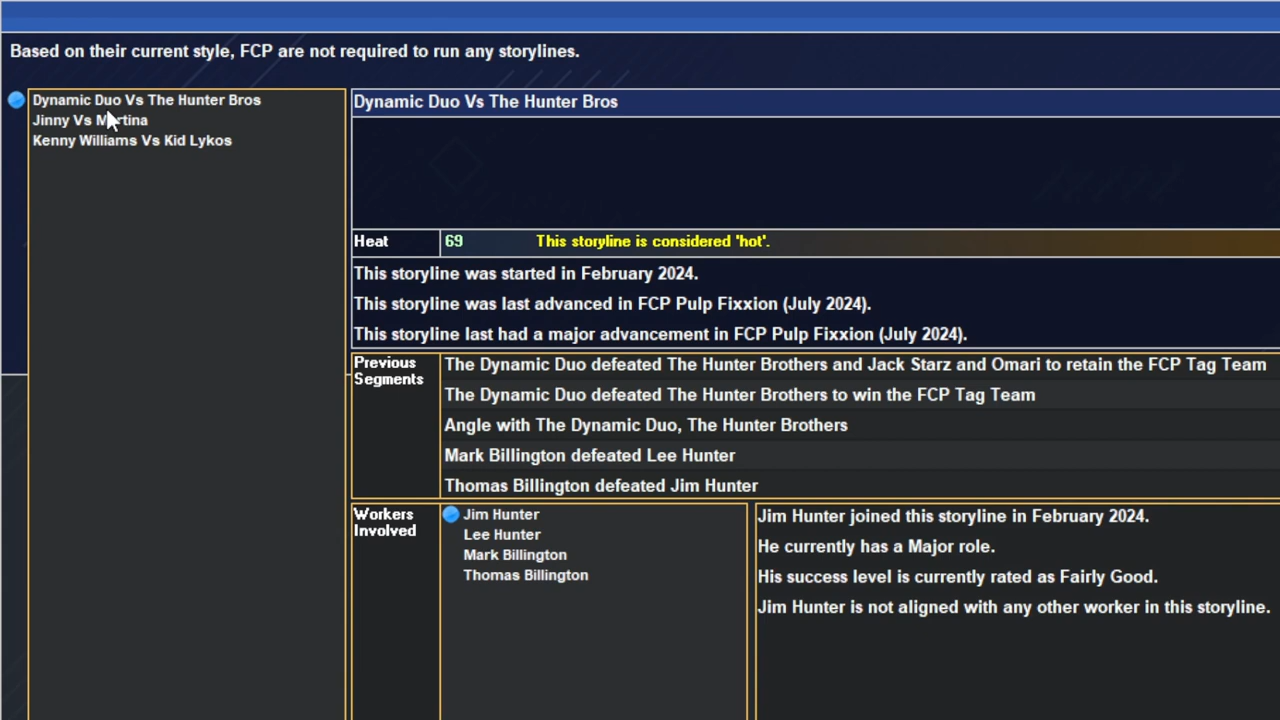 Based on their current style, FCP are not required to run any storylines.
Dynamic Duo Vs The Hunter Bros
Jinny Vs Martina
Kenny Williams Vs Kid Lykos
Dynamic Duo Vs The Hunter Bros
Heat 69 This storyline is considered 'hot'.
This storyline was started in February 2024.
This storyline was last advanced in FCP Pulp Fixxion (July 2024).
This storyline last had a major advancement in FCP Pulp Fixxion (July 2024).
Previous
Segments
The Dynamic Duo defeated The Hunter Brothers and Jack Starz and Omari to retain the FCP Tag Team
The Dynamic Duo defeated The Hunter Brothers to win the FCP Tag Team
Angle with The Dynamic Duo, The Hunter Brothers
Mark Billington defeated Lee Hunter
Thomas Billington defeated Jim Hunter
Workers
Involved
Jim Hunter
Lee Hunter
Mark Billington
Thomas Billington
Jim Hunter joined this storyline in February 2024.
He currently has a Major role.
His success level is currently rated as Fairly Good.
Jim Hunter is not aligned with any other worker in this storyline.